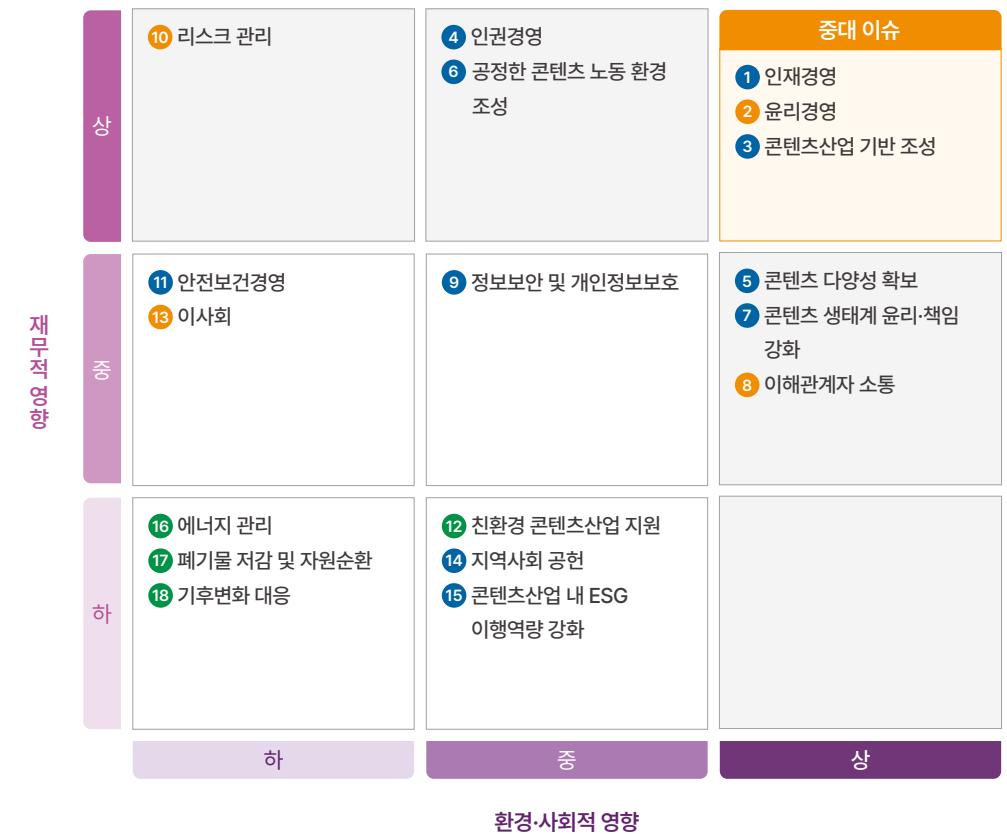 재무적 영향
상
10 리스크 관리
4 인권경영
6 공정한 콘텐츠 노동 환경
조성
중대 이슈
1 인재경영
2 윤리경영
3 콘텐츠산업 기반 조성
중
11 안전보건경영
13 이사회
9 정보보안 및 개인정보보호
5 콘텐츠 다양성 확보
7 콘텐츠 생태계 윤리·책임
강화
8 이해관계자 소통
하
16 에너지 관리
17 폐기물 저감 및 자원순환
18 기후변화 대응
12 친환경 콘텐츠산업 지원
14 지역사회 공헌
15 콘텐츠산업 내 ESG
이행역량 강화
하
중
상
환경·사회적 영향